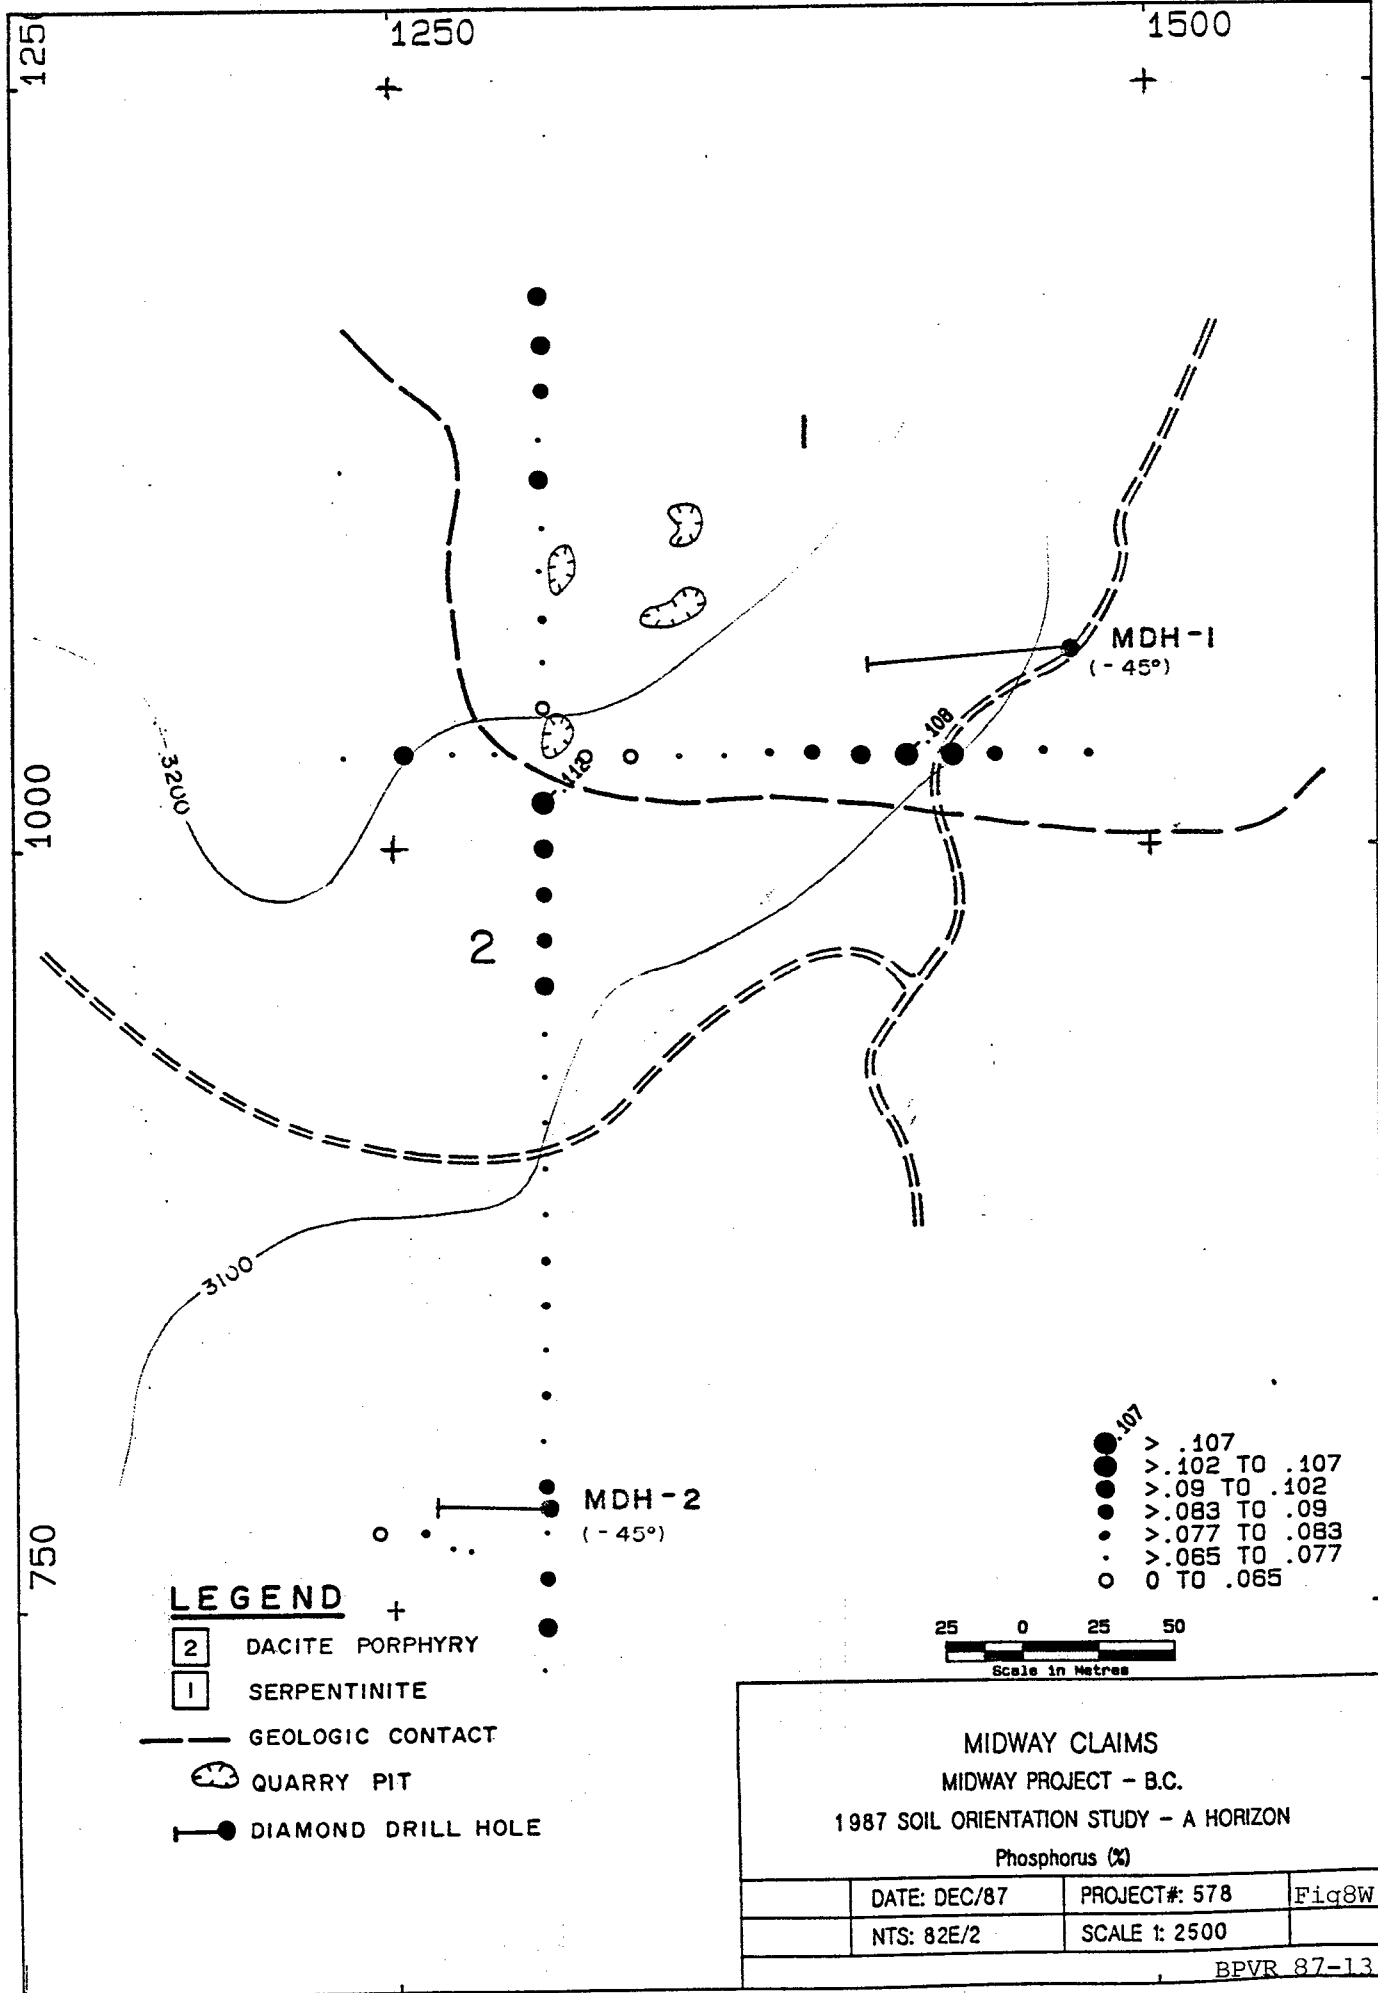 1250
1500
125
1
MDH-1
(-45°)
.108
3200
.112
1000
2
3100
.107
> .107
>.102 TO .107
>.09 TO .102
>.083 TO .09
>.077 TO .083
>.065 TO .077
0 TO .065
MDH-2
(-45°)
750
LEGEND
2 DACITE PORPHYRY
1 SERPENTINITE
GEOLOGIC CONTACT
QUARRY PIT
DIAMOND DRILL HOLE
25 0 25 50
Scale in Metres
MIDWAY CLAIMS
MIDWAY PROJECT - B.C.
1987 SOIL ORIENTATION STUDY - A HORIZON
Phosphorus (%)
DATE: DEC/87 PROJECT#: 578 Fig8W
NTS: 82E/2 SCALE 1: 2500
BPVR 87-13